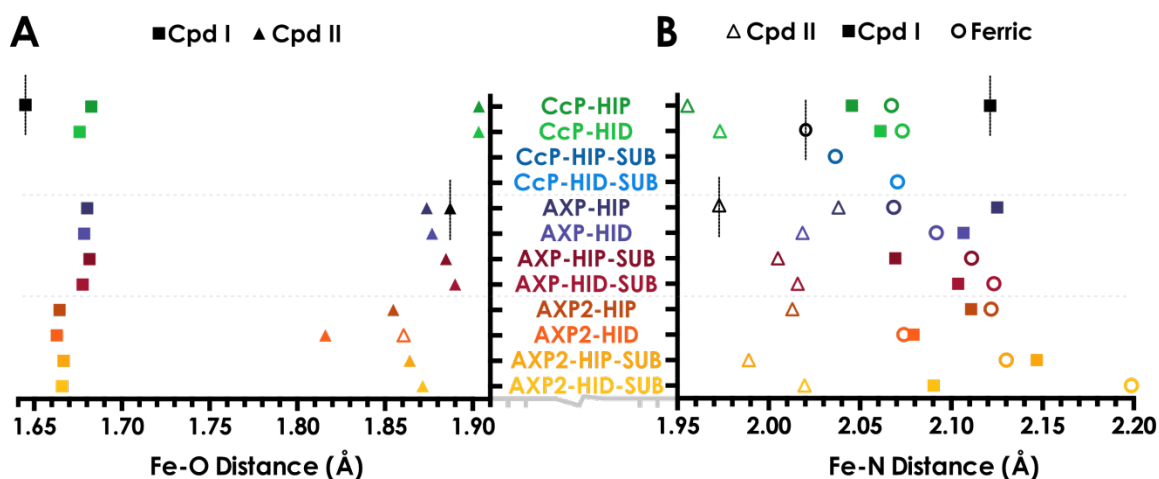 A
Cpd I Cpd II
B
Cpd II Cpd I Ferric
CcP-HIP
CcP-HID
CcP-HIP-SUB
CcP-HID-SUB
AXP-HIP
AXP-HID
AXP-HIP-SUB
AXP-HID-SUB
AXP2-HIP
AXP2-HID
AXP2-HIP-SUB
AXP2-HID-SUB
1.65 1.70 1.75 1.80 1.85 1.90
1.95 2.00 2.05 2.10 2.15 2.20
Fe-O Distance (Å)
Fe-N Distance (Å)